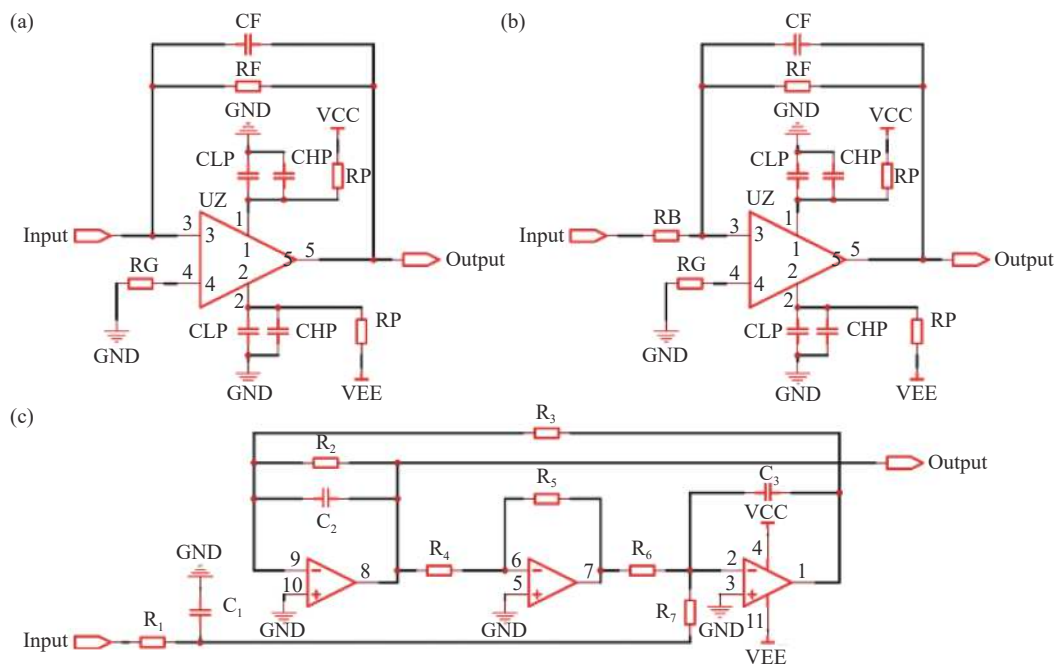 (a)
CF
RF
GND
VCC
CLP
CHP
RP
UZ
1
3
3
1
Input
5
5
Output
RG
4
4
2
2
CLP
CHP
RP
GND
GND
VEE
(b)
CF
RF
GND
VCC
CLP
CHP
RP
UZ
1
RB
3
3
1
Input
5
5
Output
RG
4
4
2
2
CLP
CHP
RP
GND
GND
VEE
(c)
R3
R2
Output
C3
R5
VCC
C2
GND
R4
R6
9
8
6
7
2
4
1
10
5
3
C1
GND
GND
R7
GND
11
Input
R1
VEE